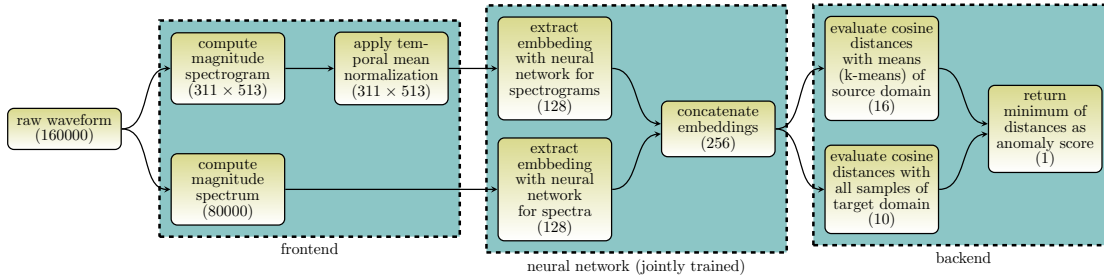 raw waveform
(160000)
compute
magnitude
spectrogram
(311 × 513)
apply tem-
poral mean
normalization
(311 × 513)
compute
magnitude
spectrum
(80000)
frontend
extract
embbeding
with neural
network for
spectrograms
(128)
extract
embbeding
with neural
network
for spectra
(128)
concatenate
embeddings
(256)
neural network (jointly trained)
evaluate cosine
distances
with means
(k-means) of
source domain
(16)
evaluate cosine
distances with
all samples of
target domain
(10)
return
minimum of
distances as
anomaly score
(1)
backend